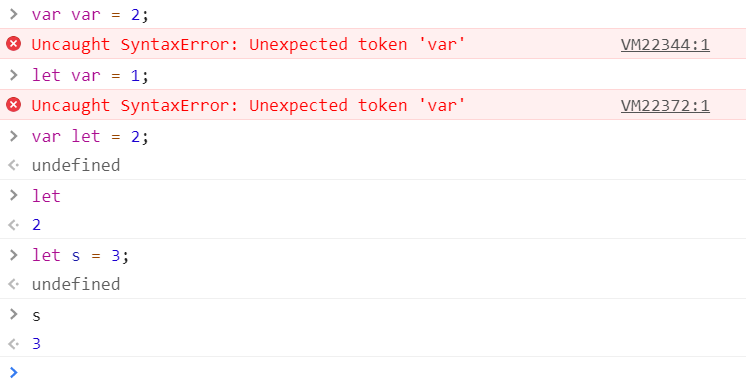 > var var = 2;
Uncaught SyntaxError: Unexpected token 'var' VM22344:1
> let var = 1;
Uncaught SyntaxError: Unexpected token 'var' VM22372:1
> var let = 2;
undefined
> let
2
> let s = 3;
undefined
> s
3
>